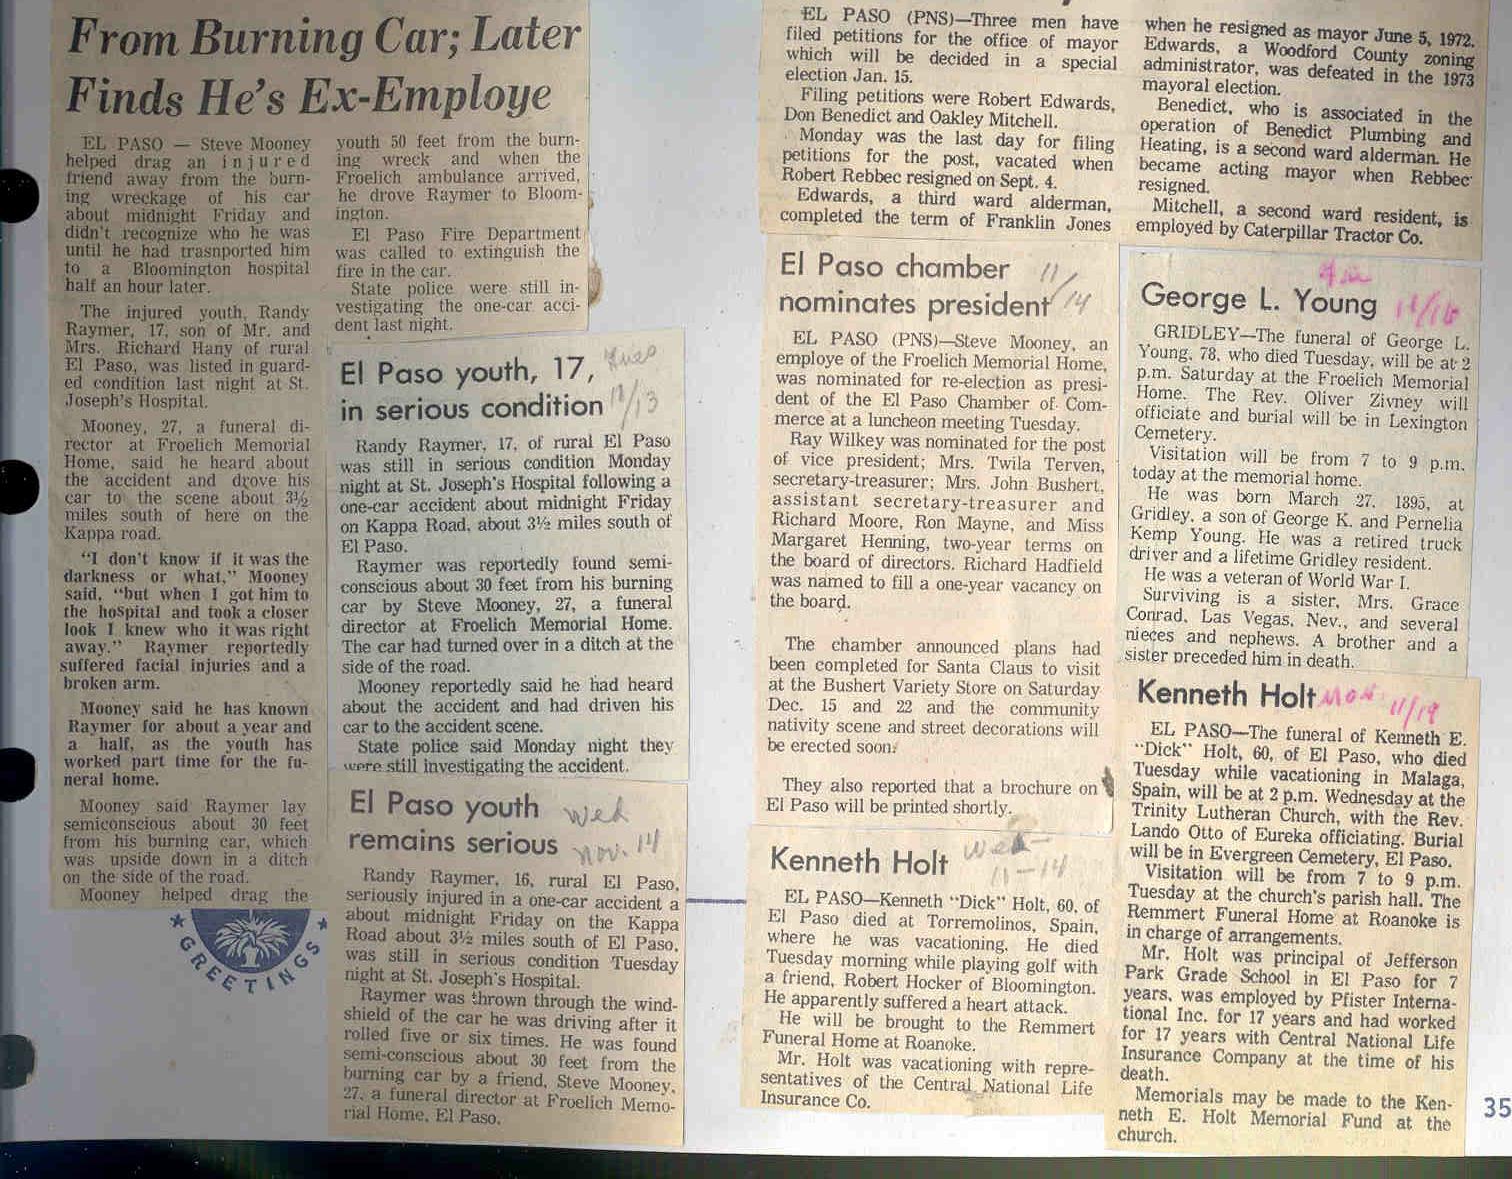 From Burning Car; Later
Finds He's Ex-Employe
EL PASO — Steve Mooney
helped drag an injured
friend away from the burn-
ing wreckage of his car
about midnight Friday and
didn't recognize who he was
until he had trasnported him
to a Bloomington hospital
half an hour later.
The injured youth, Randy
Raymer, 17, son of Mr. and
Mrs. Richard Hany of rural
El Paso, was listed in guard-
ed condition last night at St.
Joseph's Hospital.
Mooney, 27, a funeral di-
rector at Froelich Memorial
Home, said he heard about
the accident and drove his
car to the scene about 3½
miles south of here on the
Kappa road.
"I don't know if it was the
darkness or what," Mooney
said, "but when I got him to
the hospital and took a closer
look I knew who it was right
away." Raymer reportedly
suffered facial injuries and a
broken arm.
Mooney said he has known
Raymer for about a year and
a half, as the youth has
worked part time for the fu-
neral home.
Mooney said Raymer lay
semiconscious about 30 feet
from his burning car, which
was upside down in a ditch
on the side of the road.
Mooney helped drag the
youth 50 feet from the burn-
ing wreck and when the
Froelich ambulance arrived,
he drove Raymer to Bloom-
ington.
El Paso Fire Department
was called to extinguish the
fire in the car.
State police were still in-
vestigating the one-car acci-
dent last night.
El Paso youth, 17,
in serious condition
Tues
11/13
Randy Raymer, 17, of rural El Paso
was still in serious condition Monday
night at St. Joseph's Hospital following a
one-car accident about midnight Friday
on Kappa Road, about 3½ miles south of
El Paso.
Raymer was reportedly found semi-
conscious about 30 feet from his burning
car by Steve Mooney, 27, a funeral
director at Froelich Memorial Home.
The car had turned over in a ditch at the
side of the road.
Mooney reportedly said he had heard
about the accident and had driven his
car to the accident scene.
State police said Monday night they
were still investigating the accident.
El Paso youth
remains serious
Wed
Nov. 14
Randy Raymer, 16, rural El Paso,
seriously injured in a one-car accident a
about midnight Friday on the Kappa
Road about 3½ miles south of El Paso,
was still in serious condition Tuesday
night at St. Joseph's Hospital.
Raymer was thrown through the wind-
shield of the car he was driving after it
rolled five or six times. He was found
semi-conscious about 30 feet from the
burning car by a friend, Steve Mooney,
27, a funeral director at Froelich Memo-
rial Home, El Paso.
GREETINGS
EL PASO (PNS)—Three men have
filed petitions for the office of mayor
which will be decided in a special
election Jan. 15.
Filing petitions were Robert Edwards,
Don Benedict and Oakley Mitchell.
Monday was the last day for filing
petitions for the post, vacated when
Robert Rebbec resigned on Sept. 4.
Edwards, a third ward alderman,
completed the term of Franklin Jones
when he resigned as mayor June 5, 1972.
Edwards, a Woodford County zoning
administrator, was defeated in the 1973
mayoral election.
Benedict, who is associated in the
operation of Benedict Plumbing and
Heating, is a second ward alderman. He
became acting mayor when Rebbec
resigned.
Mitchell, a second ward resident, is
employed by Caterpillar Tractor Co.
El Paso chamber
nominates president
11/14
EL PASO (PNS)—Steve Mooney, an
employe of the Froelich Memorial Home,
was nominated for re-election as presi-
dent of the El Paso Chamber of Com-
merce at a luncheon meeting Tuesday.
Ray Wilkey was nominated for the post
of vice president; Mrs. Twila Terven,
secretary-treasurer; Mrs. John Bushert,
assistant secretary-treasurer and
Richard Moore, Ron Mayne, and Miss
Margaret Henning, two-year terms on
the board of directors. Richard Hadfield
was named to fill a one-year vacancy on
the board.
The chamber announced plans had
been completed for Santa Claus to visit
at the Bushert Variety Store on Saturday
Dec. 15 and 22 and the community
nativity scene and street decorations will
be erected soon.
They also reported that a brochure on
El Paso will be printed shortly.
Kenneth Holt
Wed
11-14
EL PASO—Kenneth "Dick" Holt, 60, of
El Paso died at Torremolinos, Spain,
where he was vacationing. He died
Tuesday morning while playing golf with
a friend, Robert Hocker of Bloomington.
He apparently suffered a heart attack.
He will be brought to the Remmert
Funeral Home at Roanoke.
Mr. Holt was vacationing with repre-
sentatives of the Central National Life
Insurance Co.
George L. Young
GRIDLEY—The funeral of George L.
Young, 78, who died Tuesday, will be at 2
p.m. Saturday at the Froelich Memorial
Home. The Rev. Oliver Zivney will
officiate and burial will be in Lexington
Cemetery.
Visitation will be from 7 to 9 p.m.
today at the memorial home.
He was born March 27, 1895, at
Gridley, a son of George K. and Pernelia
Kemp Young. He was a retired truck
driver and a lifetime Gridley resident.
He was a veteran of World War I.
Surviving is a sister, Mrs. Grace
Conrad, Las Vegas, Nev., and several
nieces and nephews. A brother and a
sister preceded him in death.
Kenneth Holt
Mon.
11/19
EL PASO—The funeral of Kenneth E.
"Dick" Holt, 60, of El Paso, who died
Tuesday while vacationing in Malaga,
Spain, will be at 2 p.m. Wednesday at the
Trinity Lutheran Church, with the Rev.
Lando Otto of Eureka officiating. Burial
will be in Evergreen Cemetery, El Paso.
Visitation will be from 7 to 9 p.m.
Tuesday at the church's parish hall. The
Remmert Funeral Home at Roanoke is
in charge of arrangements.
Mr. Holt was principal of Jefferson
Park Grade School in El Paso for 7
years, was employed by Pfister Interna-
tional Inc. for 17 years and had worked
for 17 years with Central National Life
Insurance Company at the time of his
death.
Memorials may be made to the Ken-
neth E. Holt Memorial Fund at the
church.
35